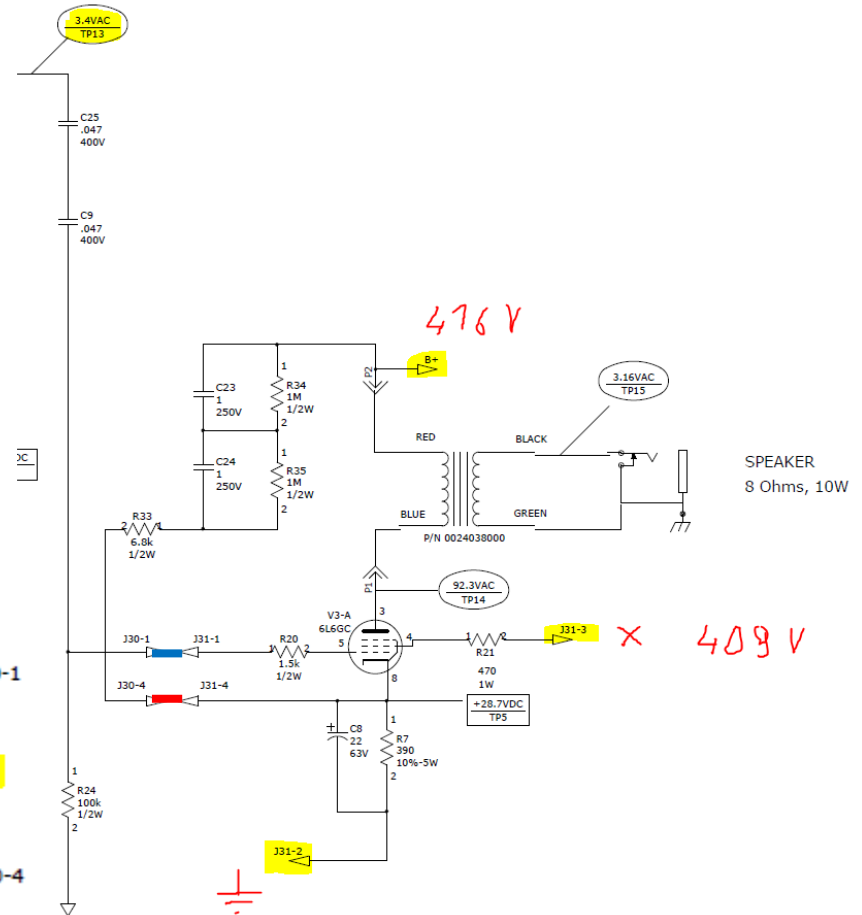 3.4VAC
TP13
C25
.047
400V
C9
.047
400V
476 V
B+
P2
1
R34
1M
1/2W
2
C23
1
250V
3.16VAC
TP15
RED
BLACK
DC
C24
1
250V
1
R35
1M
1/2W
2
SPEAKER
8 Ohms, 10W
BLUE
GREEN
P/N 0024038000
2 R33 1
6.8k
1/2W
P1
92.3VAC
TP14
V3-A
6L6GC
3
5
4
8
J30-1
J31-1
1 R20 2
1.5k
1/2W
1 2
R21
470
1W
J31-3
X 409 V
-1
J30-4
J31-4
+28.7VDC
TP5
+
C8
22
63V
1
R7
390
10%-5W
2
1
R24
100k
1/2W
2
J31-2
-4